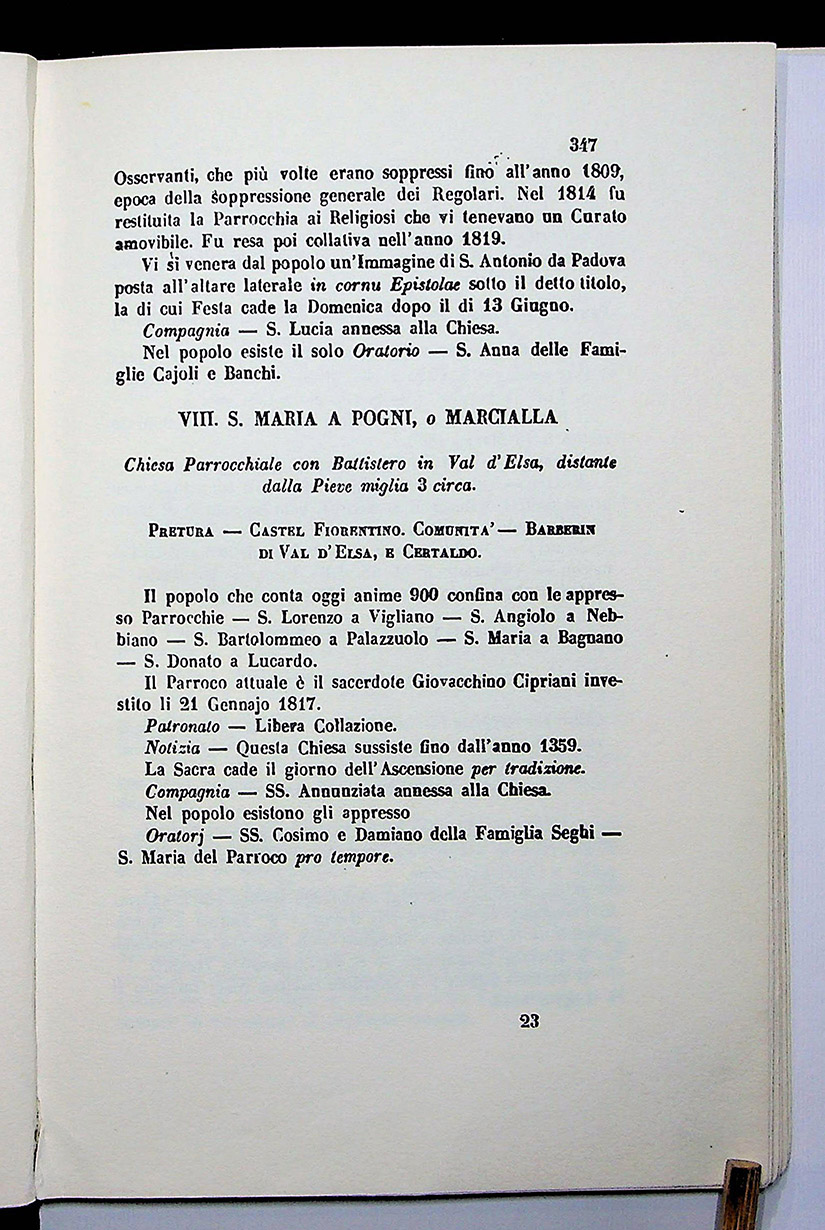 347
Osservanti, che più volte erano soppressi fino all'anno 1809,
epoca della soppressione generale dei Regolari. Nel 1814 fu
restituita la Parrocchia ai Religiosi che vi tenevano un Curato
amovibile. Fu resa poi collativa nell'anno 1819.
Vi si venera dal popolo un'Immagine di S. Antonio da Padova
posta all'altare laterale in cornu Epistolae sotto il detto titolo,
la di cui Festa cade la Domenica dopo il di 13 Giugno.
Compagnia — S. Lucia annessa alla Chiesa.
Nel popolo esiste il solo Oratorio — S. Anna delle Fami-
glie Cajoli e Banchi.
VIII. S. MARIA A POGNI, o MARCIALLA
Chiesa Parrocchiale con Battistero in Val d'Elsa, distante
dalla Pieve miglia 3 circa.
PRETURA — CASTEL FIORENTINO. COMUNITA' — BARBERIN
DI VAL D'ELSA, E CERTALDO.
Il popolo che conta oggi anime 900 confina con le appres-
so Parrocchie — S. Lorenzo a Vigliano — S. Angiolo a Neb-
biano — S. Bartolommeo a Palazzuolo — S. Maria a Bagnano
— S. Donato a Lucardo.
Il Parroco attuale è il sacerdote Giovacchino Cipriani inve-
stito li 21 Gennajo 1817.
Patronato — Libera Collazione.
Notizia — Questa Chiesa sussiste fino dall'anno 1359.
La Sacra cade il giorno dell'Ascensione per tradizione.
Compagnia — SS. Annunziata annessa alla Chiesa.
Nel popolo esistono gli appresso
Oratorj — SS. Cosimo e Damiano della Famiglia Seghi —
S. Maria del Parroco pro tempore.
23